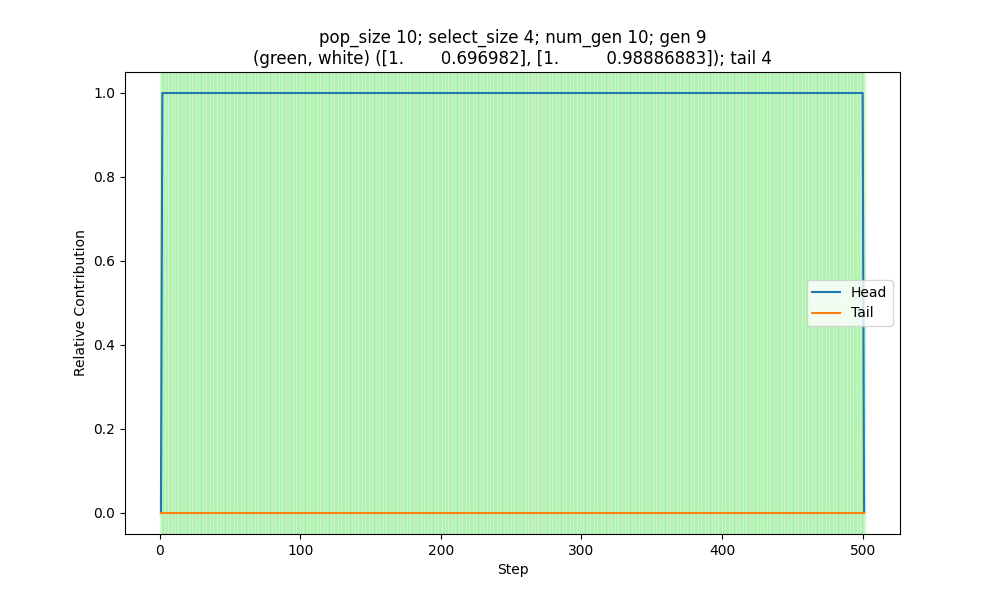 pop_size 10; select_size 4; num_gen 10; gen 9
(green, white) ([1.       0.696982], [1.         0.98886883]); tail 4
1.0
0.8
0.6
0.4
0.2
0.0
Relative Contribution
Head
Tail
0
100
200
300
400
500
Step